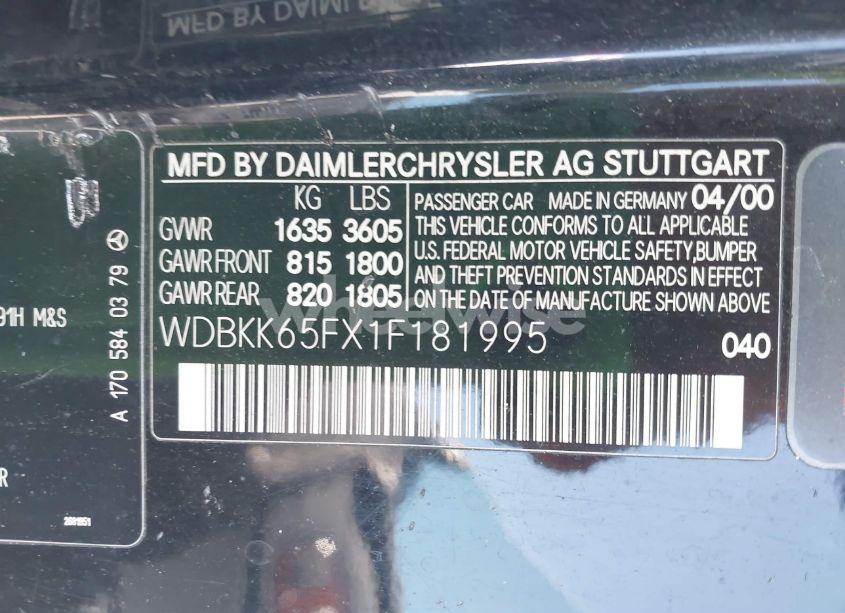 MFD BY DAIMLERCHRYSLER AG STUTTGART
KG LBS
GVWR 1635 3605
GAWR FRONT 815 1800
GAWR REAR 820 1805
PASSENGER CAR MADE IN GERMANY 04/00
THIS VEHICLE CONFORMS TO ALL APPLICABLE
U.S. FEDERAL MOTOR VEHICLE SAFETY,BUMPER
AND THEFT PREVENTION STANDARDS IN EFFECT
ON THE DATE OF MANUFACTURE SHOWN ABOVE
WDBKK65FX1F181995
040
A 170 584 03 79
91H M&S
R
wheelwise